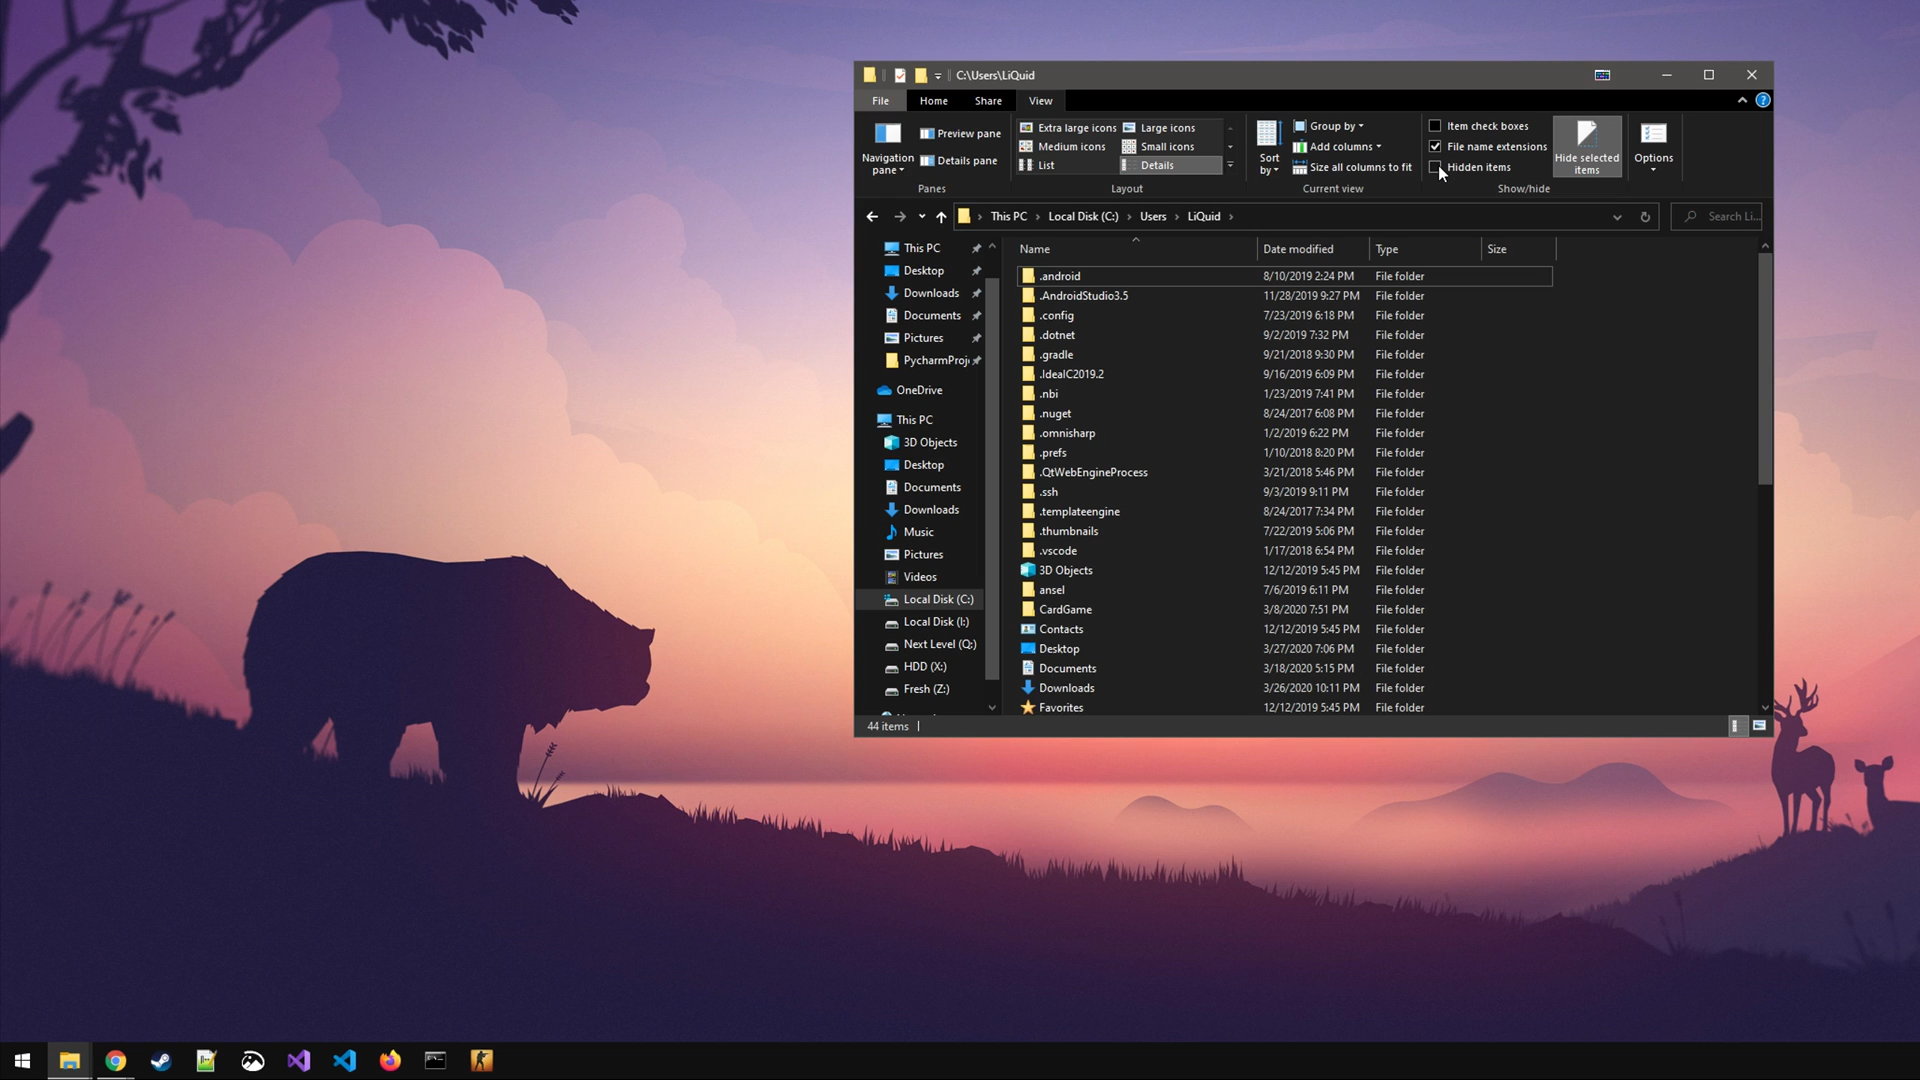 C:\Users\LiQuid
File Home Share View
Navigation pane
Preview pane
Details pane
Panes
Extra large icons Large icons
Medium icons Small icons
List Details
Layout
Sort by
Group by
Add columns
Size all columns to fit
Current view
Item check boxes
File name extensions
Hidden items
Hide selected items
Show/hide
Options
This PC Local Disk (C:) Users LiQuid
Search Li...
This PC
Desktop
Downloads
Documents
Pictures
PycharmProj
OneDrive
This PC
3D Objects
Desktop
Documents
Downloads
Music
Pictures
Videos
Local Disk (C:)
Local Disk (I:)
Next Level (Q:)
HDD (X:)
Fresh (Z:)
Name Date modified Type Size
.android 8/10/2019 2:24 PM File folder
.AndroidStudio3.5 11/28/2019 9:27 PM File folder
.config 7/23/2019 6:18 PM File folder
.dotnet 9/2/2019 7:32 PM File folder
.gradle 9/21/2018 9:30 PM File folder
.IdeaIC2019.2 9/16/2019 6:09 PM File folder
.nbi 1/23/2019 7:41 PM File folder
.nuget 8/24/2017 6:08 PM File folder
.omnisharp 1/2/2019 6:22 PM File folder
.prefs 1/10/2018 8:20 PM File folder
.QtWebEngineProcess 3/21/2018 5:46 PM File folder
.ssh 9/3/2019 9:11 PM File folder
.templateengine 8/24/2017 7:34 PM File folder
.thumbnails 7/22/2019 5:06 PM File folder
.vscode 1/17/2018 6:54 PM File folder
3D Objects 12/12/2019 5:45 PM File folder
ansel 7/6/2019 6:11 PM File folder
CardGame 3/8/2020 7:51 PM File folder
Contacts 12/12/2019 5:45 PM File folder
Desktop 3/27/2020 7:06 PM File folder
Documents 3/18/2020 5:15 PM File folder
Downloads 3/26/2020 10:11 PM File folder
Favorites 12/12/2019 5:45 PM File folder
44 items